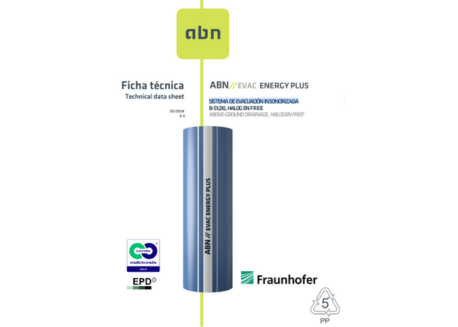 abn
Ficha técnica
Technical data sheet
ABN//EVAC ENERGY PLUS
SISTEMA DE EVACUACIÓN INSONORIZADA
B-S1,D0, HALOGEN FREE
ABOVE-GROUND DRAINAGE, HALOGEN FREE
ABN // EVAC ENERGY PLUS
EPD
Fraunhofer
5
PP